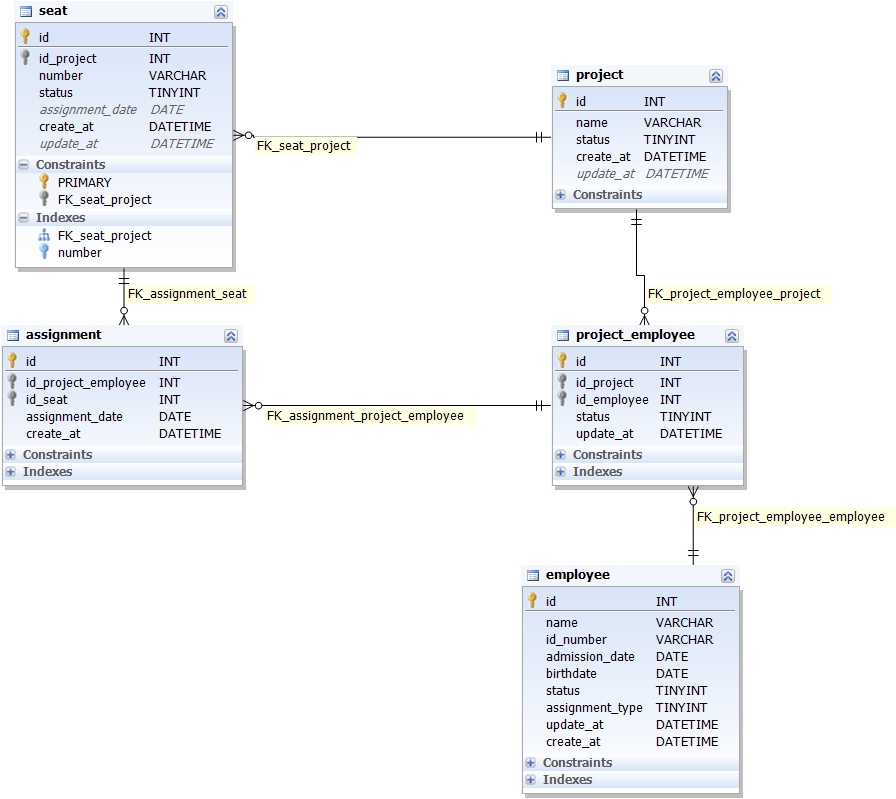 seat
id INT
id_project INT
number VARCHAR
status TINYINT
assignment_date DATE
create_at DATETIME
update_at DATETIME
Constraints
PRIMARY
FK_seat_project
Indexes
FK_seat_project
number
FK_seat_project
project
id INT
name VARCHAR
status TINYINT
create_at DATETIME
update_at DATETIME
Constraints
FK_assignment_seat
FK_project_employee_project
assignment
id INT
id_project_employee INT
id_seat INT
assignment_date DATE
create_at DATETIME
Constraints
Indexes
FK_assignment_project_employee
project_employee
id INT
id_project INT
id_employee INT
status TINYINT
update_at DATETIME
Constraints
Indexes
FK_project_employee_employee
employee
id INT
name VARCHAR
id_number VARCHAR
admission_date DATE
birthdate DATE
status TINYINT
assignment_type TINYINT
update_at DATETIME
create_at DATETIME
Constraints
Indexes